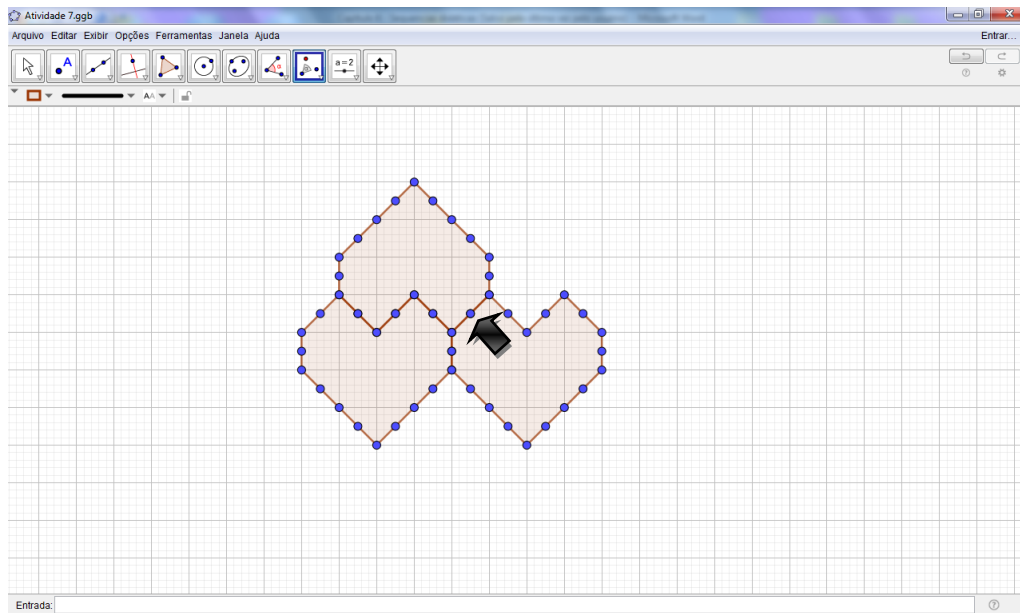 Atividade 7.ggb
Arquivo Editar Exibir Opções Ferramentas Janela Ajuda Entrar...
A a=2
AA
Entrada: